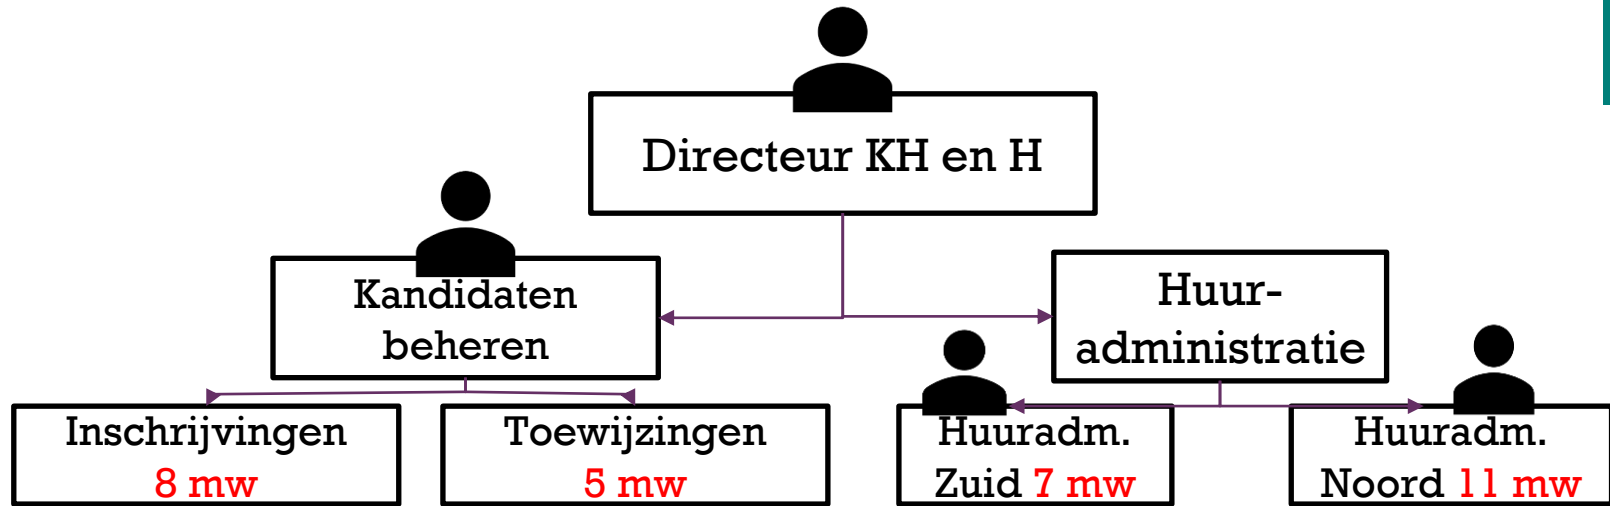 Directeur KH en H
Kandidaten
beheren
Huur-
administratie
Inschrijvingen
8 mw
Toewijzingen
5 mw
Huuradm.
Zuid 7 mw
Huuradm.
Noord 11 mw